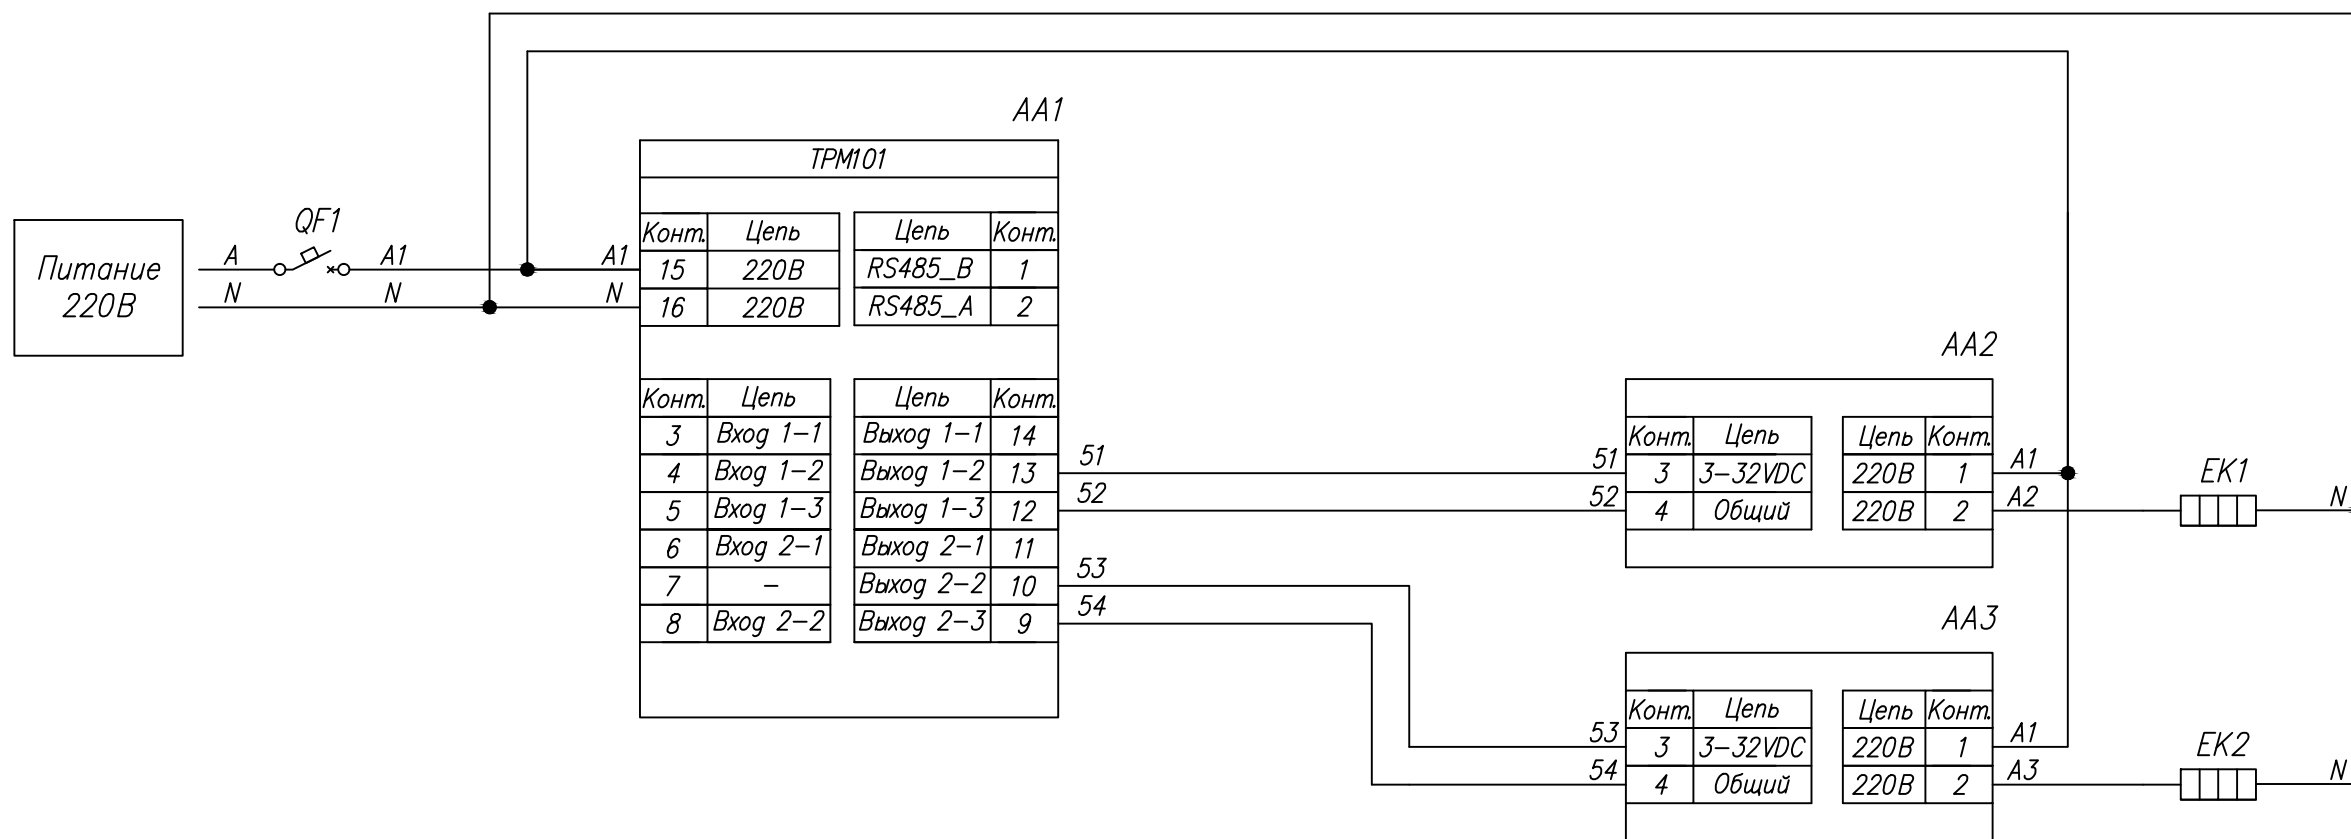 AA1
TPM101
Питание
220В
A
QF1
A1
A1
N
N
N
Конт. Цепь
15 220В
16 220В
Цепь Конт.
RS485_B 1
RS485_A 2
Конт. Цепь
3 Вход 1-1
4 Вход 1-2
5 Вход 1-3
6 Вход 2-1
7 -
8 Вход 2-2
Цепь Конт.
Выход 1-1 14
Выход 1-2 13
Выход 1-3 12
Выход 2-1 11
Выход 2-2 10
Выход 2-3 9
51
52
53
54
AA2
51
52
Конт. Цепь
3 3-32VDC
4 Общий
Цепь Конт.
220В 1
220В 2
A1
A2
EK1
N
AA3
53
54
Конт. Цепь
3 3-32VDC
4 Общий
Цепь Конт.
220В 1
220В 2
A1
A3
EK2
N